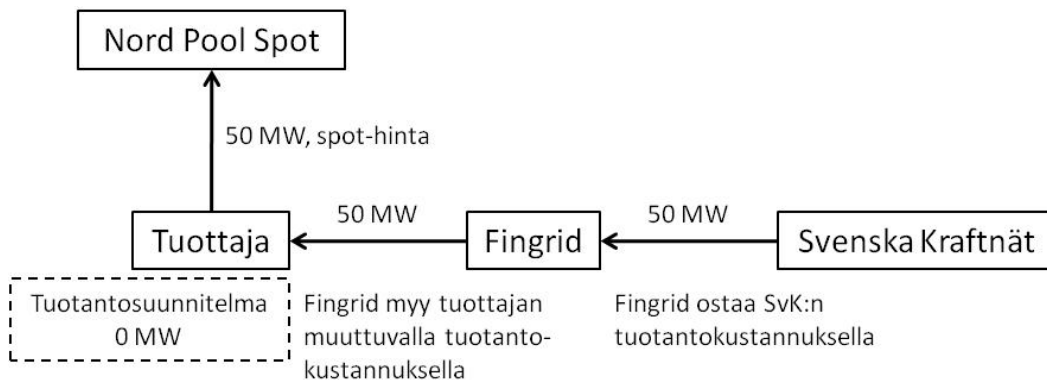 Nord Pool Spot
50 MW, spot-hinta
50 MW
50 MW
Tuottaja
Fingrid
Svenska Kraftnät
Tuotantosuunnitelma
0 MW
Fingrid myy tuottajan
muuttuvalla tuotanto-
kustannuksella
Fingrid ostaa SvK:n
tuotantokustannuksella